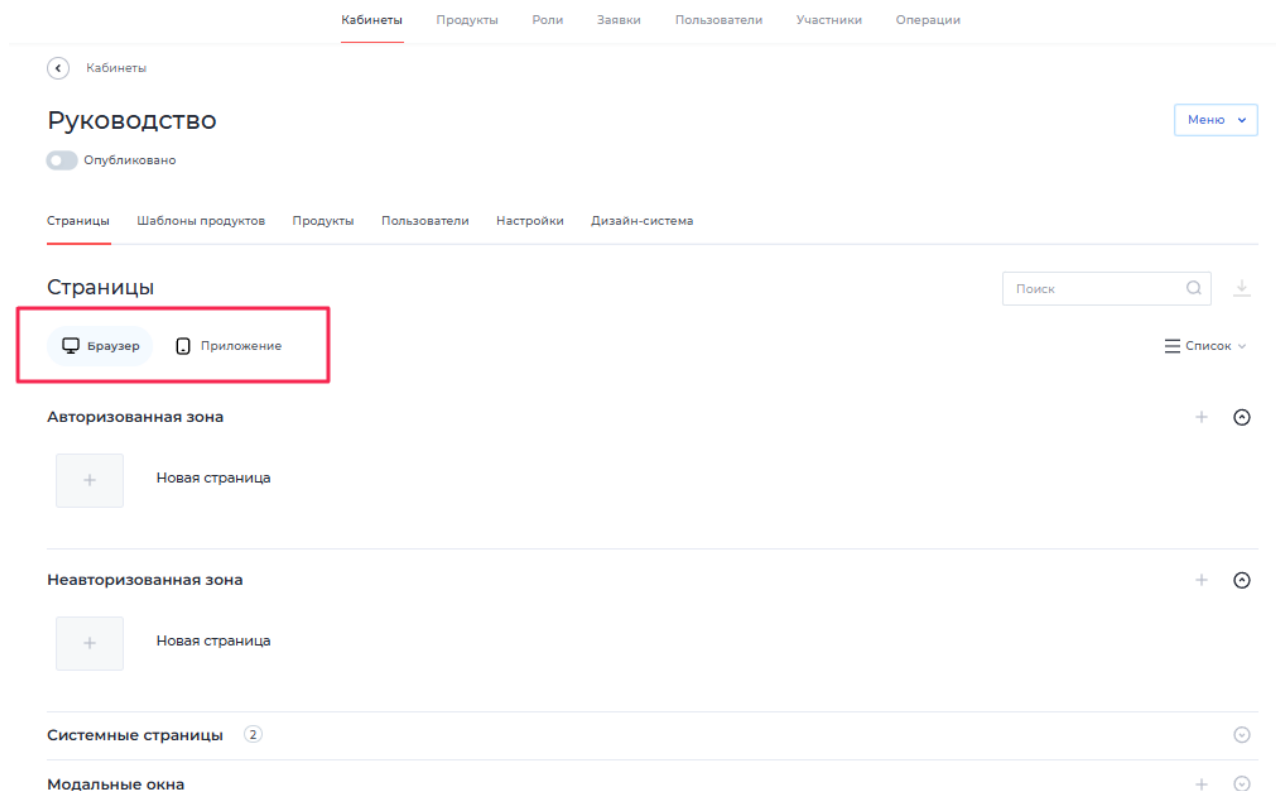 Кабинеты Продукты Роли Заявки Пользователи Участники Операции
Кабинеты
Руководство
Меню
Опубликовано
Страницы Шаблоны продуктов Продукты Пользователи Настройки Дизайн-система
Страницы
Поиск
Браузер Приложение
Список
Авторизованная зона
Новая страница
Неавторизованная зона
Новая страница
Системные страницы 2
Модальные окна